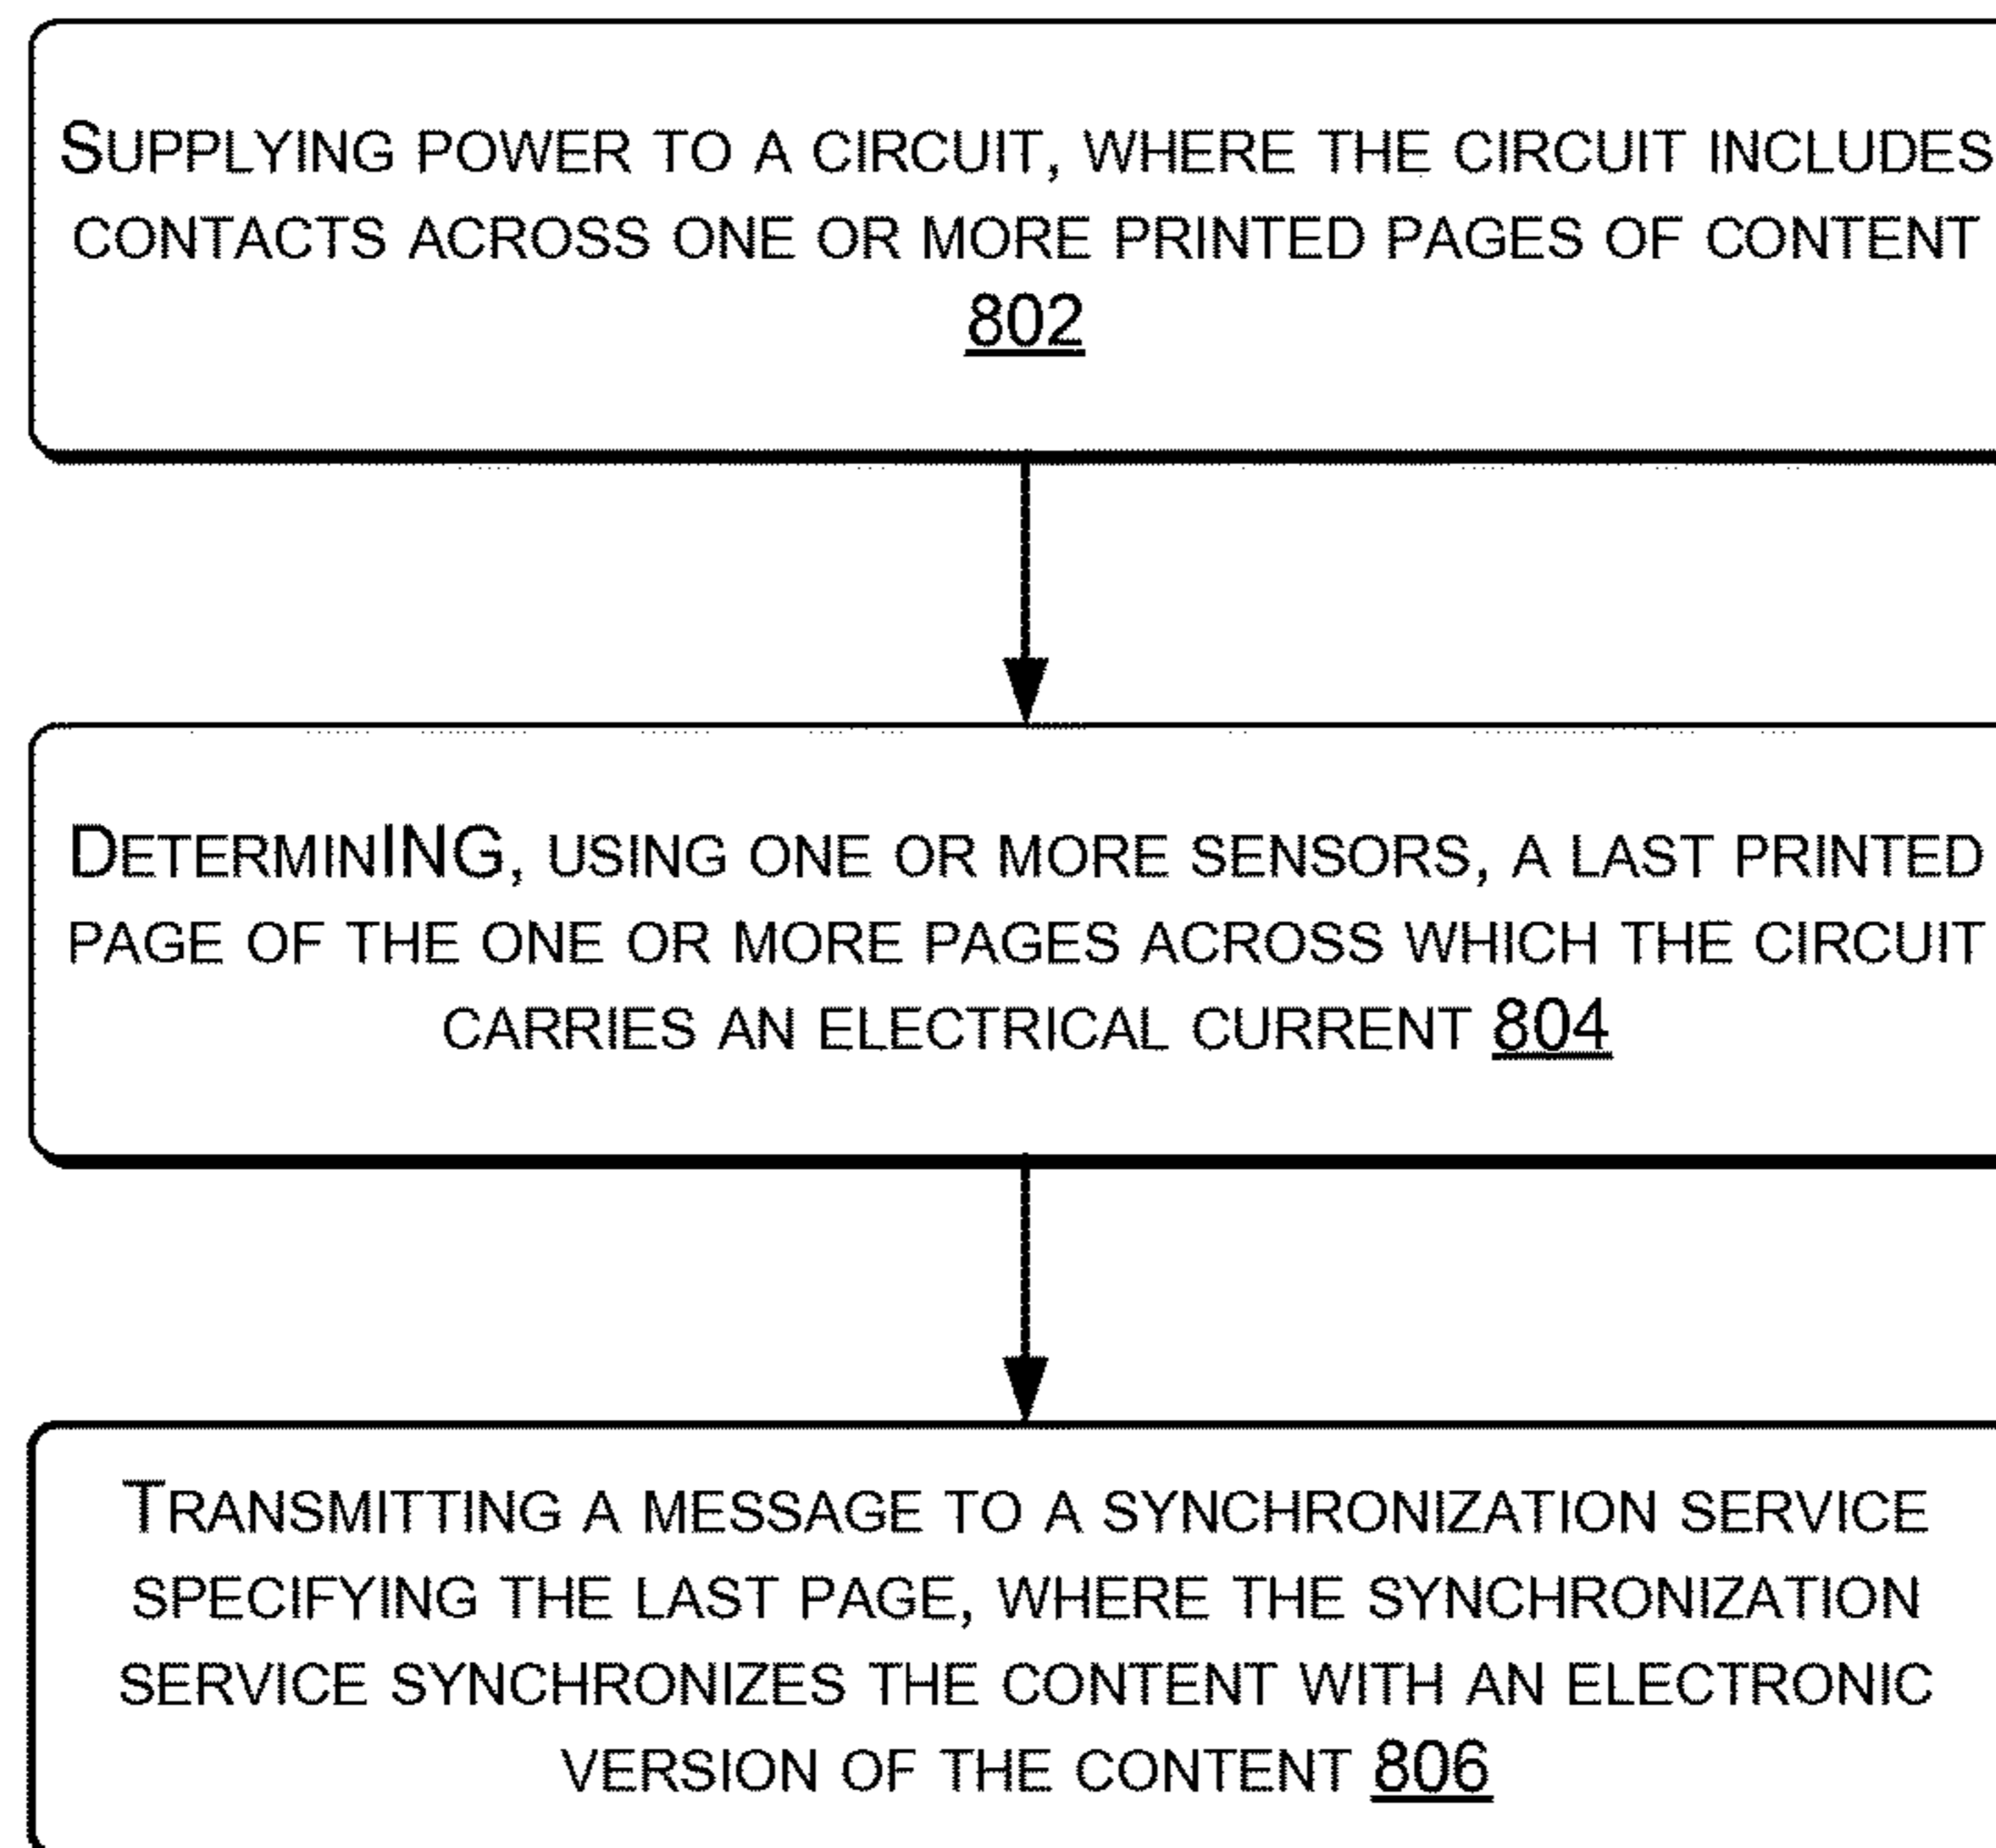 SUPPLYING POWER TO A CIRCUIT, WHERE THE CIRCUIT INCLUDES
CONTACTS ACROSS ONE OR MORE PRINTED PAGES OF CONTENT
802
DETERMINING, USING ONE OR MORE SENSORS, A LAST PRINTED
PAGE OF THE ONE OR MORE PAGES ACROSS WHICH THE CIRCUIT
CARRIES AN ELECTRICAL CURRENT 804
TRANSMITTING A MESSAGE TO A SYNCHRONIZATION SERVICE
SPECIFYING THE LAST PAGE, WHERE THE SYNCHRONIZATION
SERVICE SYNCHRONIZES THE CONTENT WITH AN ELECTRONIC
VERSION OF THE CONTENT 806